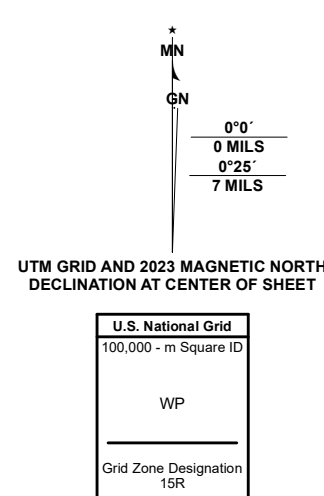 MN
GN
0°0´
0 MILS
0°25´
7 MILS
UTM GRID AND 2023 MAGNETIC NORTH
DECLINATION AT CENTER OF SHEET
U.S. National Grid
100,000 - m Square ID
WP
Grid Zone Designation
15R